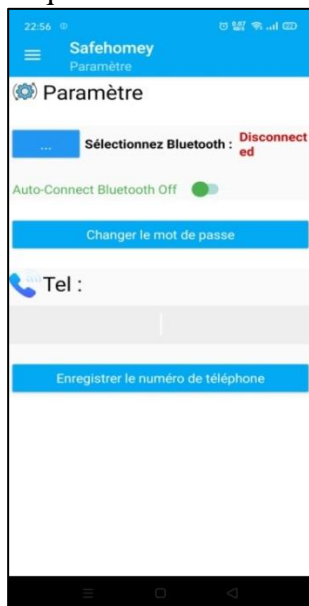 22:56
Safehomey
Paramètre
Paramètre
... Sélectionnez Bluetooth : Disconnect
ed
Auto-Connect Bluetooth Off
Changer le mot de passe
Tel :
Enregistrer le numéro de téléphone